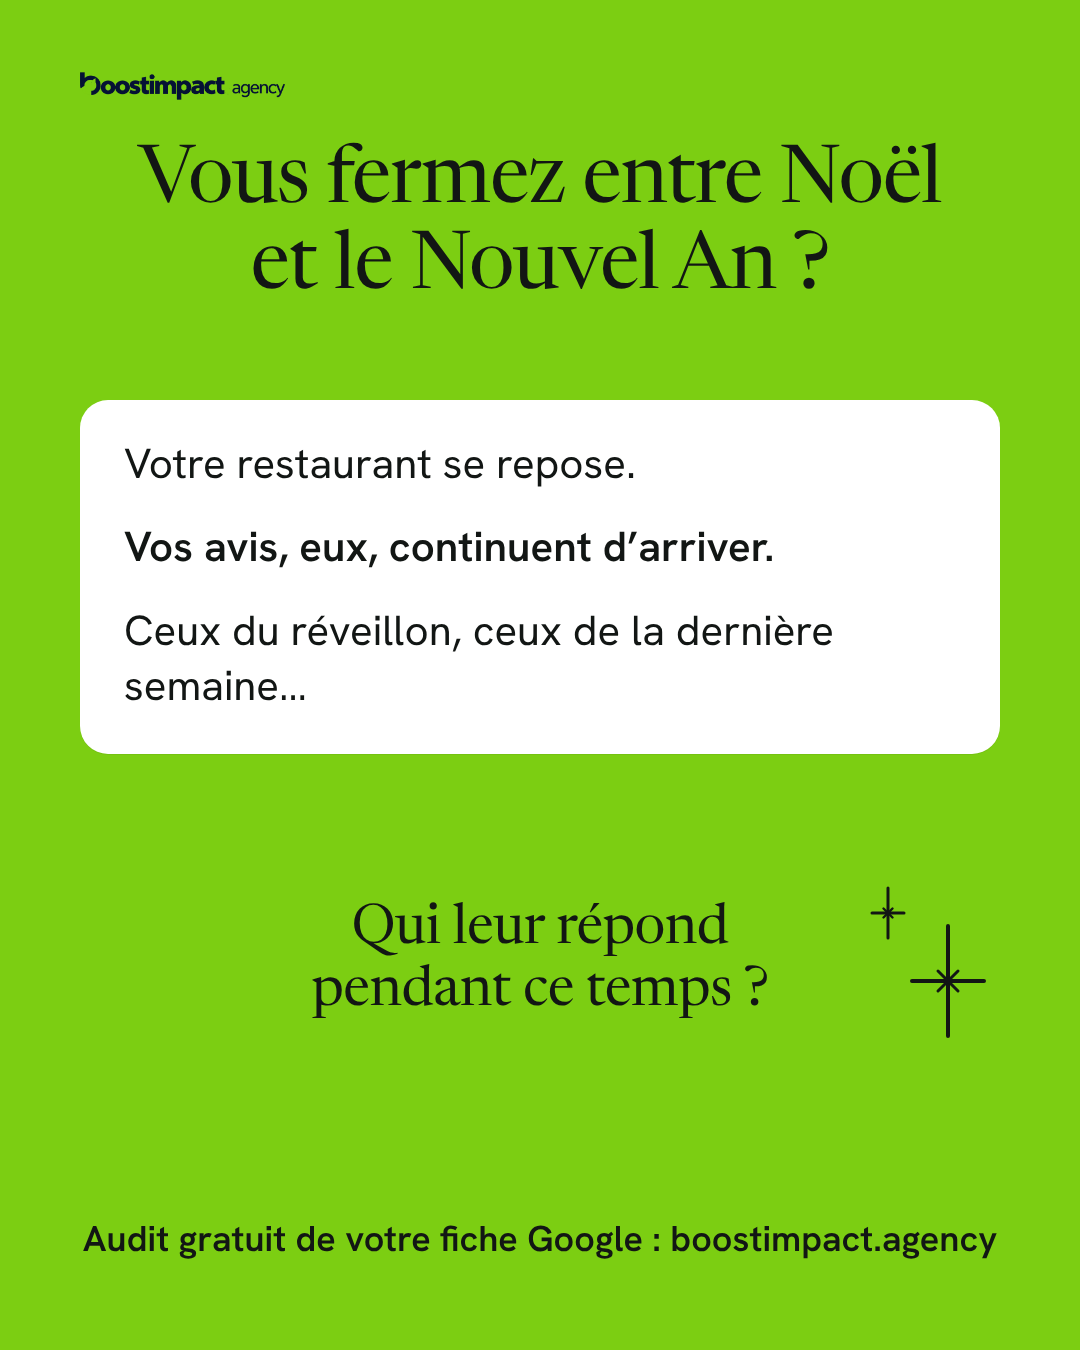 boostimpact agency
Vous fermez entre Noël
et le Nouvel An ?
Votre restaurant se repose.
Vos avis, eux, continuent d’arriver.
Ceux du réveillon, ceux de la dernière
semaine…
Qui leur répond
pendant ce temps ?
Audit gratuit de votre fiche Google : boostimpact.agency